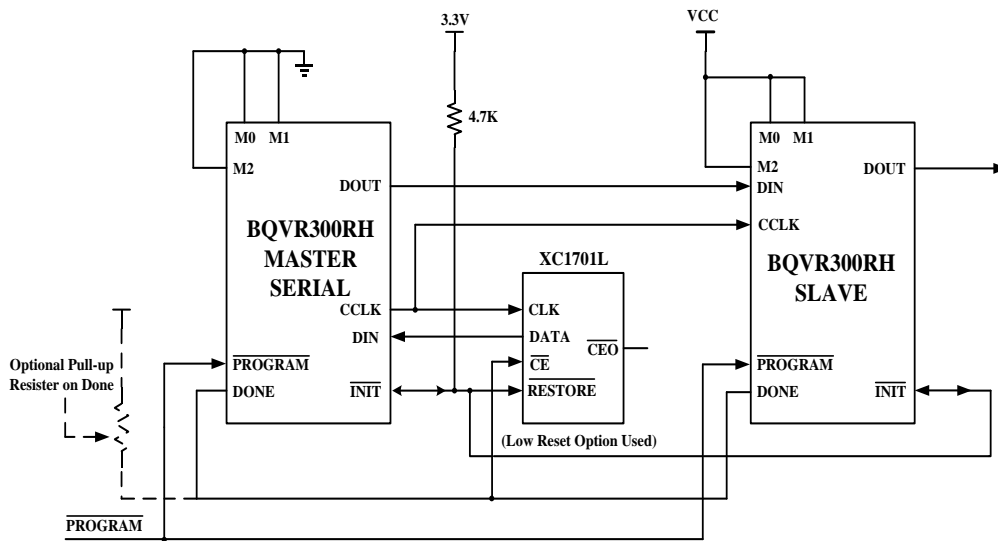 3.3V
VCC
4.7K
M0 M1
M2
DOUT
BQVR300RH
MASTER
SERIAL
CCLK
DIN
PROGRAM
DONE
INIT
Optional Pull-up
Resister on Done
XC1701L
CLK
DATA
CEO
CE
RESTORE
(Low Reset Option Used)
M0 M1
M2
DIN
DOUT
CCLK
BQVR300RH
SLAVE
PROGRAM
DONE
INIT
PROGRAM